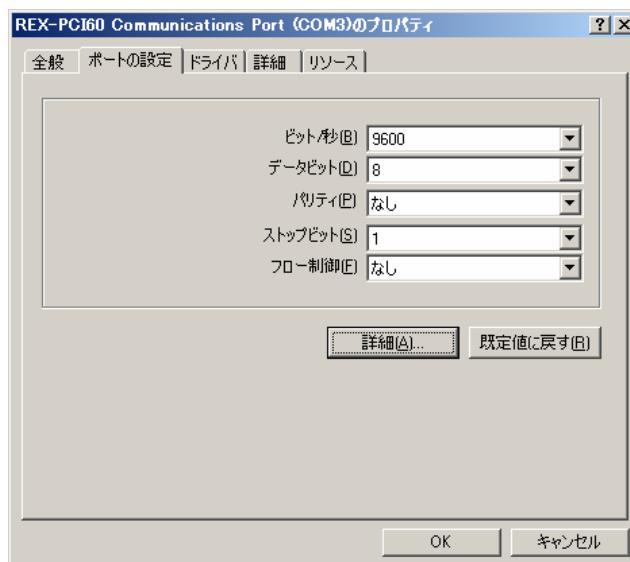 REX-PCI60 Communications Port (COM3)のプロパティ
全般 ポートの設定 ドライバ 詳細 リソース
ビット/秒(B) 9600
データビット(D) 8
パリティ(P) なし
ストップビット(S) 1
フロー制御(F) なし
詳細(A)... 既定値に戻す(R)
OK キャンセル